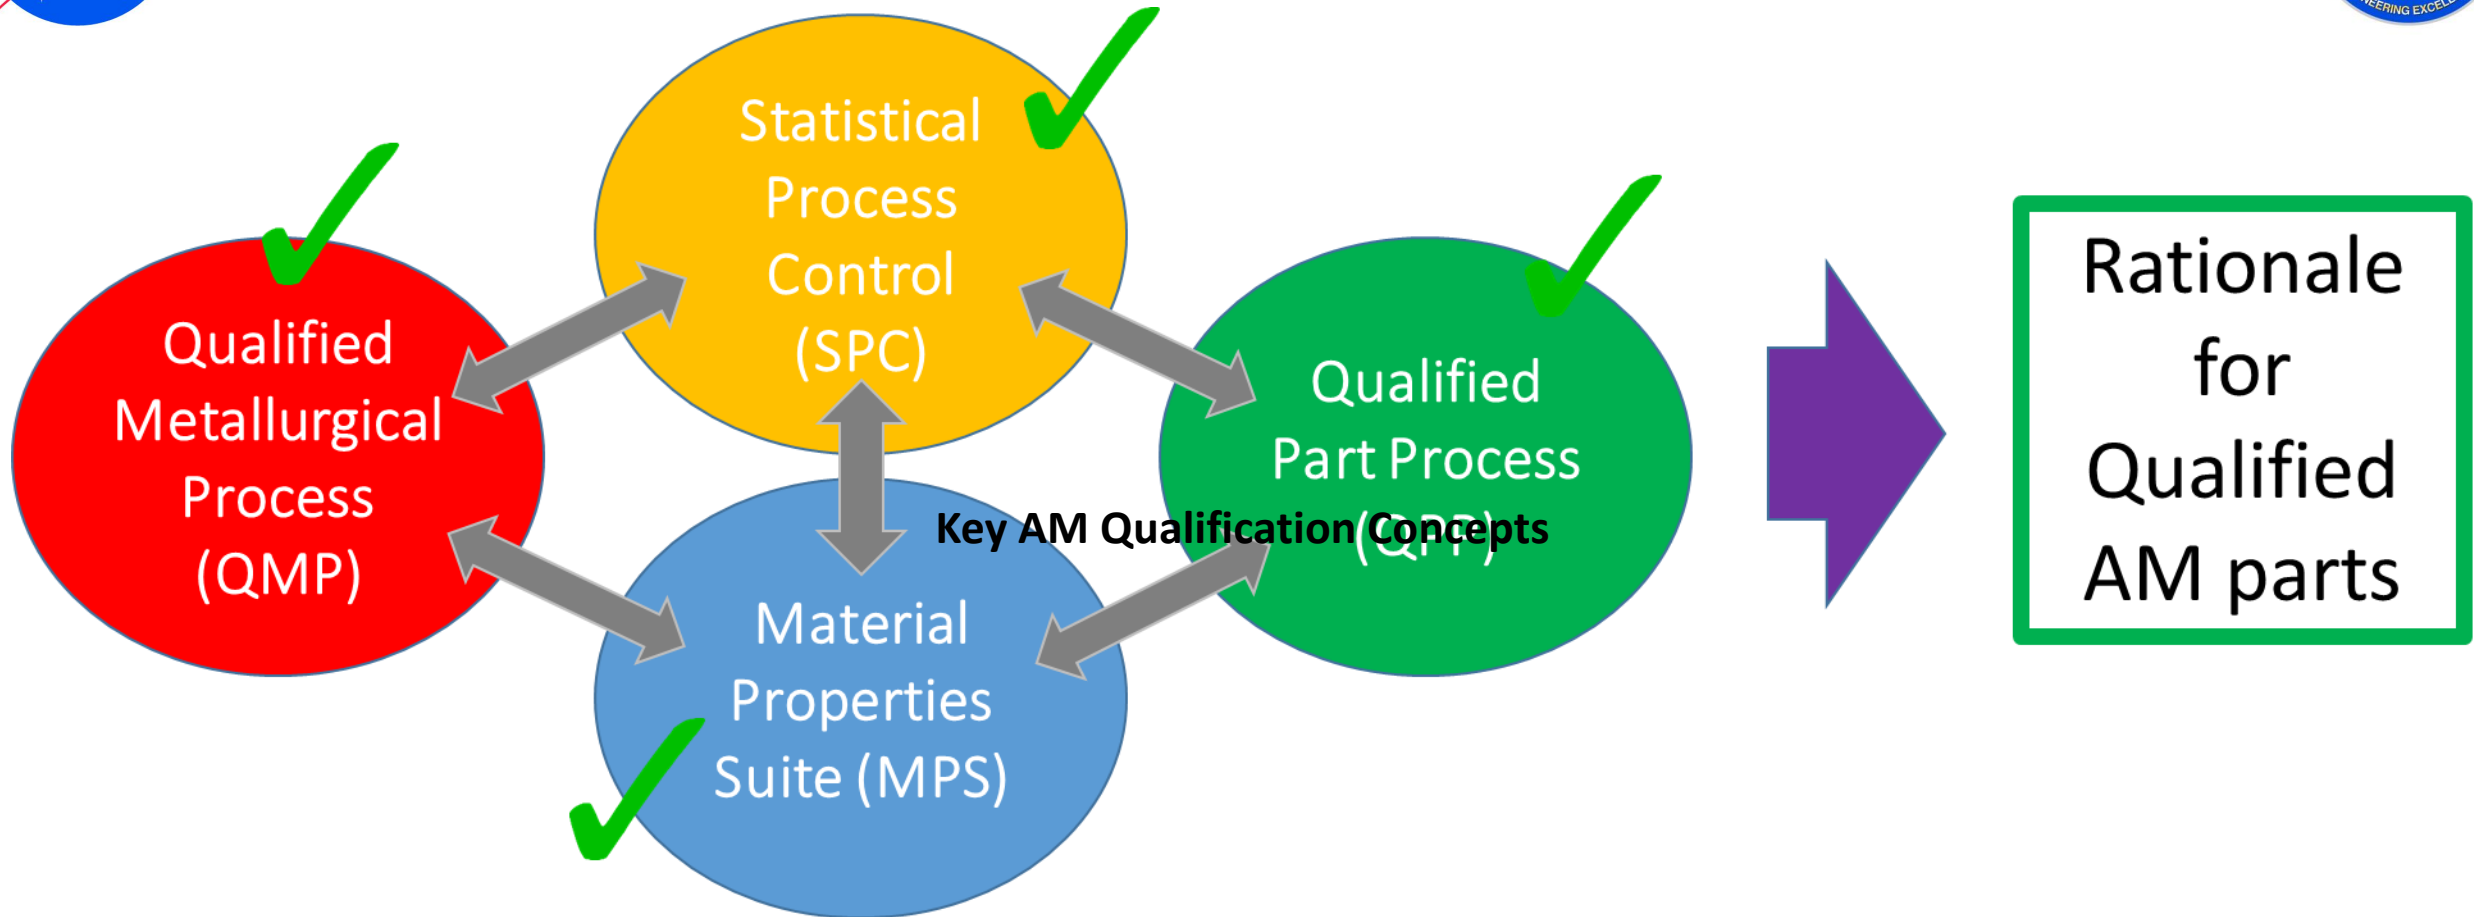 Statistical
Process
Control
(SPC)
Qualified
Metallurgical
Process
(QMP)
Qualified
Part Process
(QPP)
Key AM Qualification Concepts
Material
Properties
Suite (MPS)
Rationale
for
Qualified
AM parts